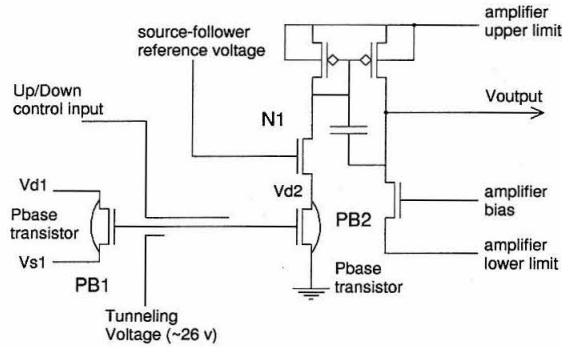 source-follower
reference voltage
amplifier
upper limit
Up/Down
control input
N1
Voutput
Vd1
Vd2
PB2
amplifier
bias
Pbase
transistor
Vs1
PB1
amplifier
lower limit
Pbase
transistor
Tunneling
Voltage (~26 v)